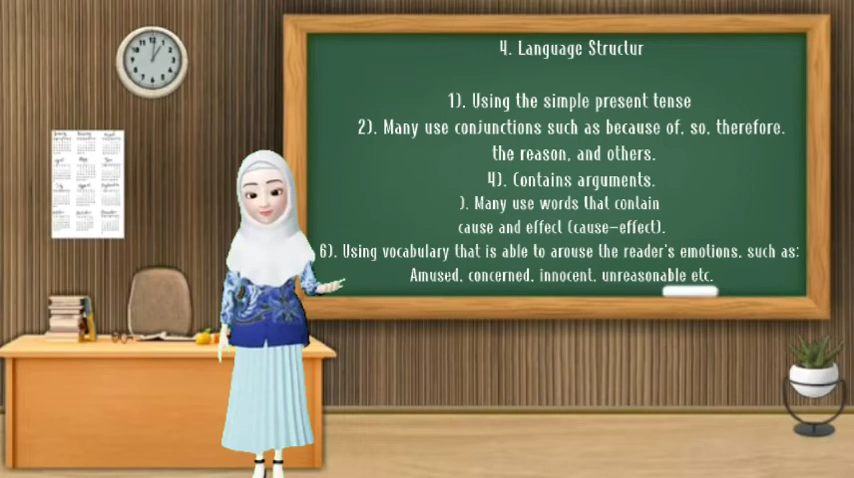 4. Language Structur
1). Using the simple present tense
2). Many use conjunctions such as because of, so, therefore,
the reason, and others.
4). Contains arguments.
). Many use words that contain
cause and effect (cause-effect).
6). Using vocabulary that is able to arouse the reader's emotions, such as:
Amused, concerned, innocent, unreasonable etc.